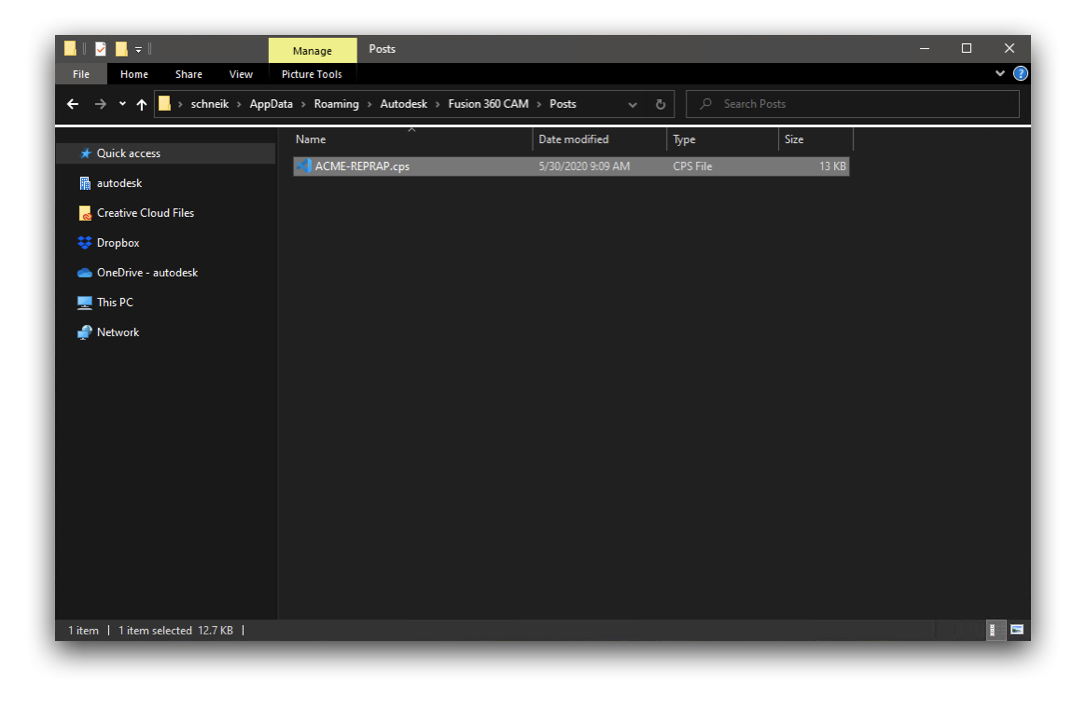 Manage Posts
File Home Share View Picture Tools
schneik › AppData › Roaming › Autodesk › Fusion 360 CAM › Posts Search Posts
Name Date modified Type Size
Quick access
ACME-REPRAP.cps 5/30/2020 9:09 AM CPS File 13 KB
autodesk
Creative Cloud Files
Dropbox
OneDrive - autodesk
This PC
Network
1 item 1 item selected 12.7 KB